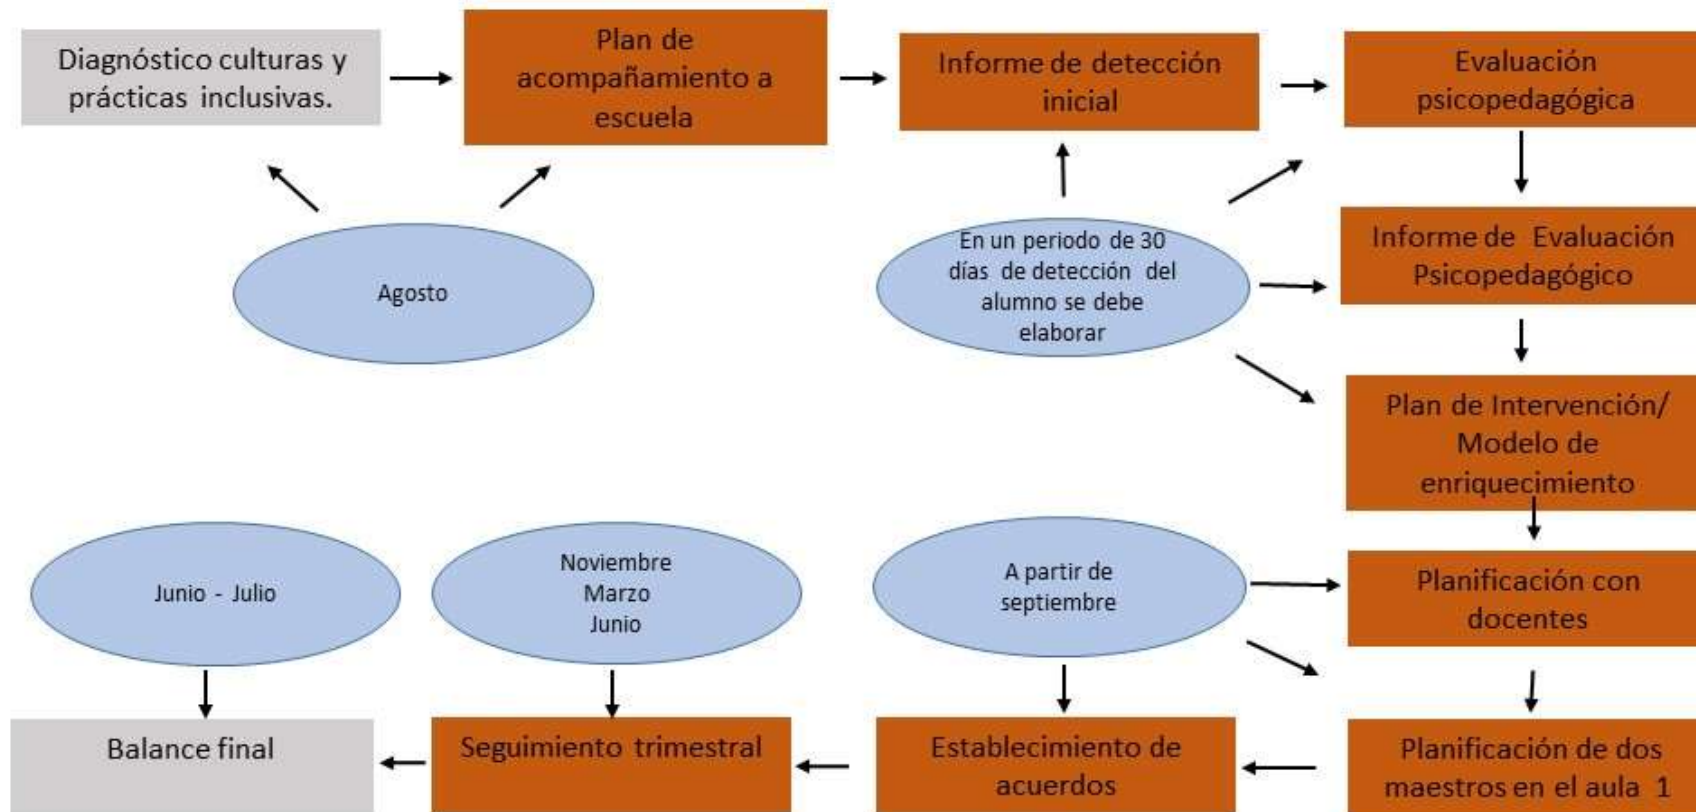 Diagnóstico culturas y
prácticas inclusivas.
Plan de
acompañamiento a
escuela
Informe de detección
inicial
Evaluación
psicopedagógica
Agosto
En un periodo de 30
días de detección del
alumno se debe
elaborar
Informe de Evaluación
Psicopedagógico
Plan de Intervención/
Modelo de
enriquecimiento
Junio - Julio
Noviembre
Marzo
Junio
A partir de
septiembre
Planificación con
docentes
Balance final
Seguimiento trimestral
Establecimiento de
acuerdos
Planificación de dos
maestros en el aula 1